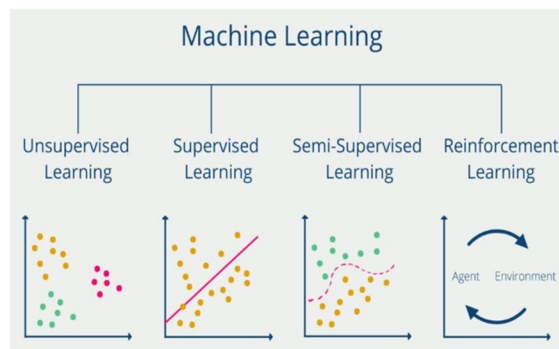 Machine Learning
Unsupervised
Learning
Supervised
Learning
Semi-Supervised
Learning
Reinforcement
Learning
Agent
Environment